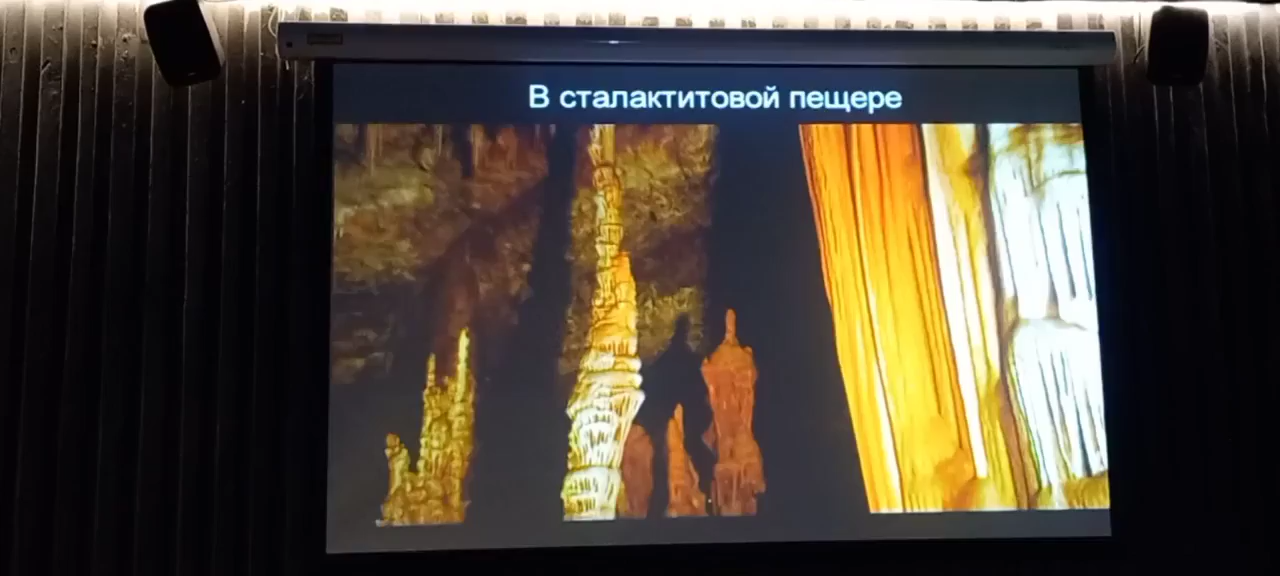 В сталактитовой пещере